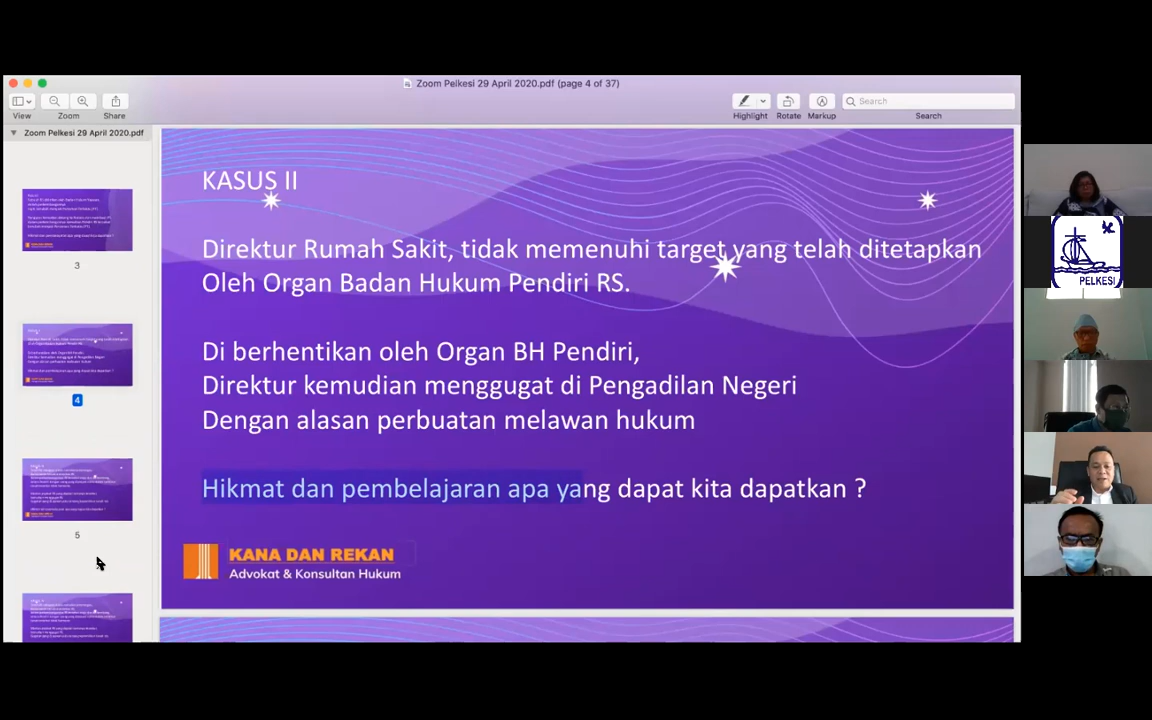 Zoom Pelkesi 29 April 2020.pdf (page 4 of 37)
View
Zoom
Share
Highlight
Rotate
Markup
Search
Search
Zoom Pelkesi 29 April 2020.pdf
3
4
5
KASUS II
Direktur Rumah Sakit, tidak memenuhi target yang telah ditetapkan
Oleh Organ Badan Hukum Pendiri RS.
Di berhentikan oleh Organ BH Pendiri,
Direktur kemudian menggugat di Pengadilan Negeri
Dengan alasan perbuatan melawan hukum
Hikmat dan pembelajaran apa yang dapat kita dapatkan ?
KANA DAN REKAN
Advokat & Konsultan Hukum
PELKESI